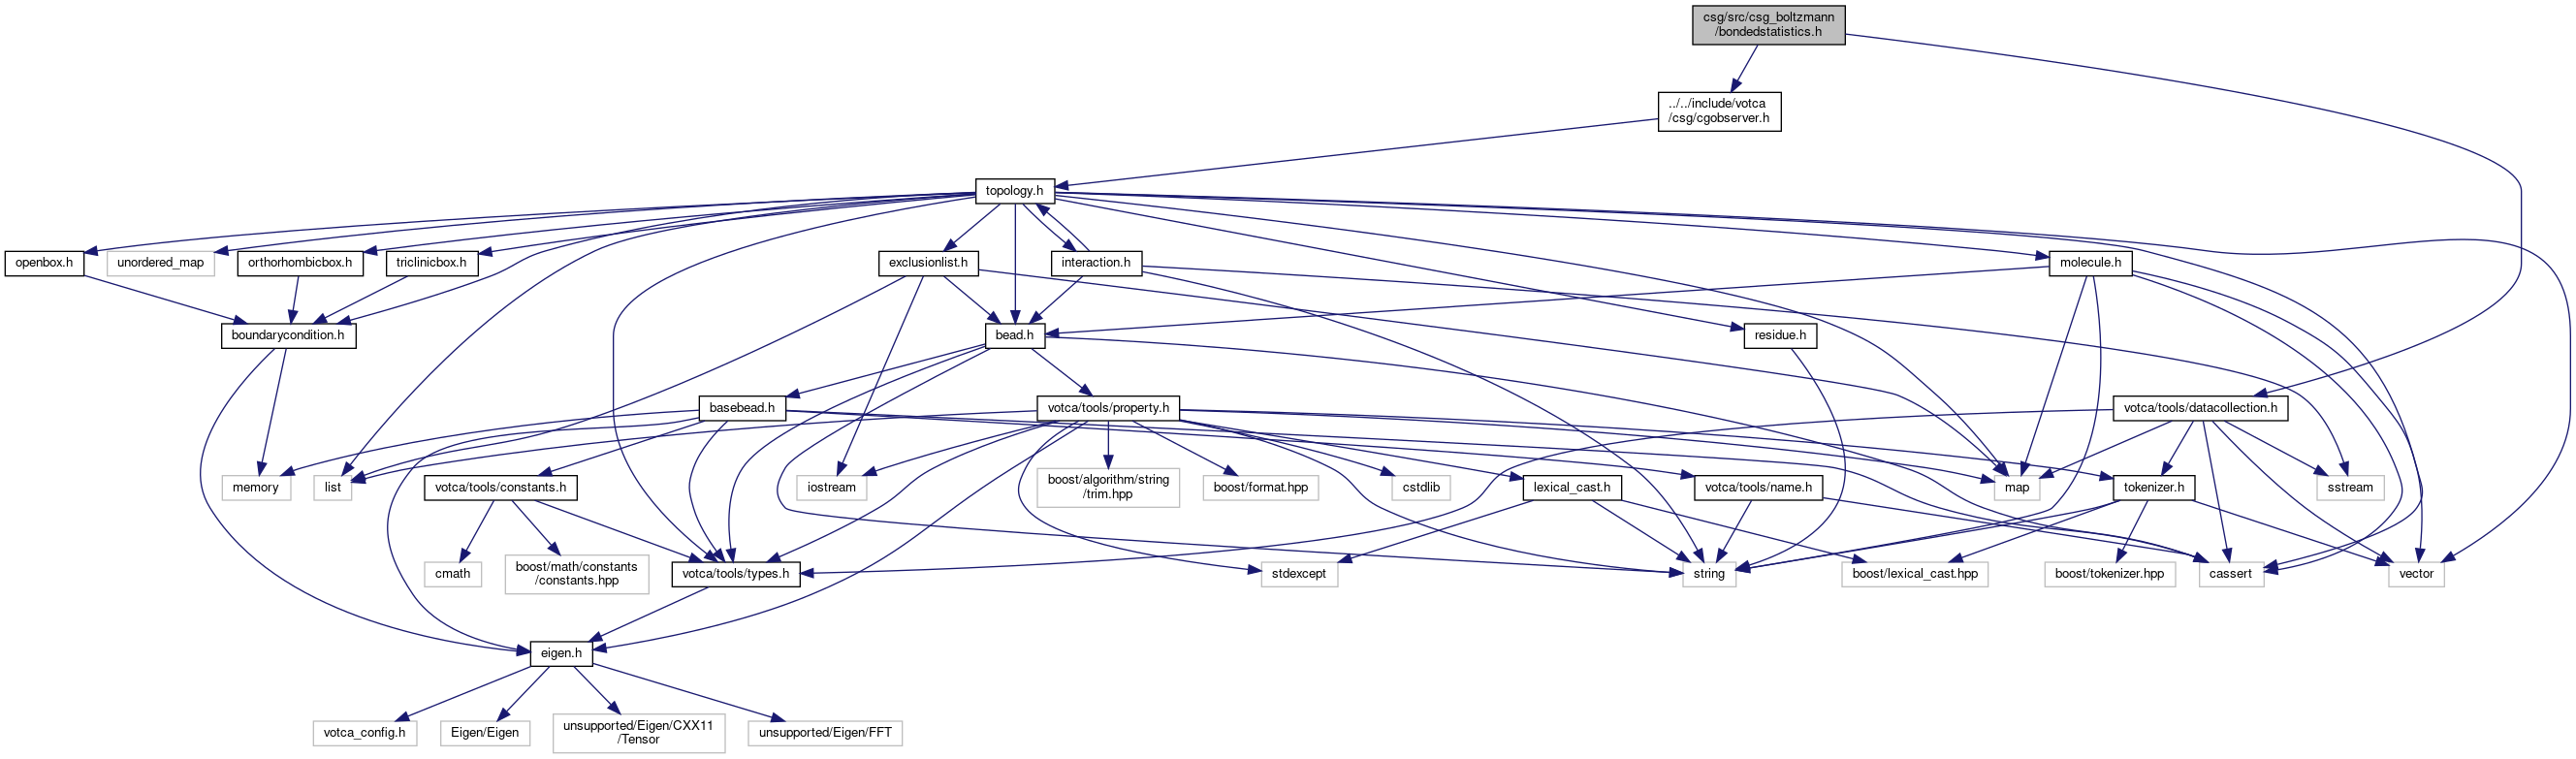 csg/src/csg_boltzmann
/bondedstatistics.h
../../include/votca
/csg/cgobserver.h
topology.h
openbox.h
unordered_map
orthorhombicbox.h
triclinicbox.h
exclusionlist.h
interaction.h
molecule.h
boundarycondition.h
bead.h
residue.h
basebead.h
votca/tools/property.h
votca/tools/datacollection.h
memory
list
votca/tools/constants.h
iostream
boost/algorithm/string
/trim.hpp
boost/format.hpp
cstdlib
lexical_cast.h
votca/tools/name.h
map
tokenizer.h
sstream
cmath
boost/math/constants
/constants.hpp
votca/tools/types.h
stdexcept
string
boost/lexical_cast.hpp
boost/tokenizer.hpp
cassert
vector
eigen.h
votca_config.h
Eigen/Eigen
unsupported/Eigen/CXX11
/Tensor
unsupported/Eigen/FFT